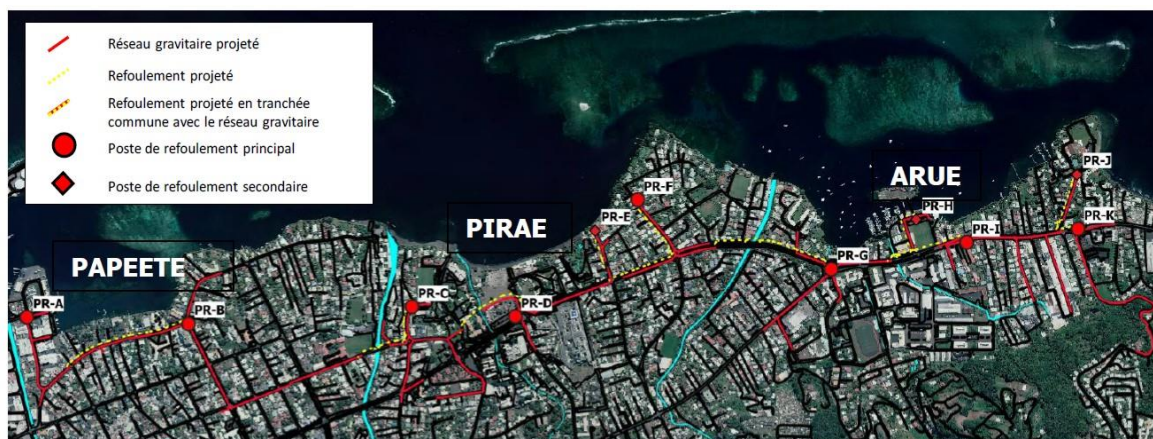 Réseau gravitaire projeté
Refoulement projeté
Refoulement projeté en tranchée
commune avec le réseau gravitaire
Poste de refoulement principal
Poste de refoulement secondaire
PAPEETE
PIRAE
ARUE
PR-A
PR-B
PR-C
PR-D
PR-E
PR-F
PR-G
PR-H
PR-I
PR-J
PR-K